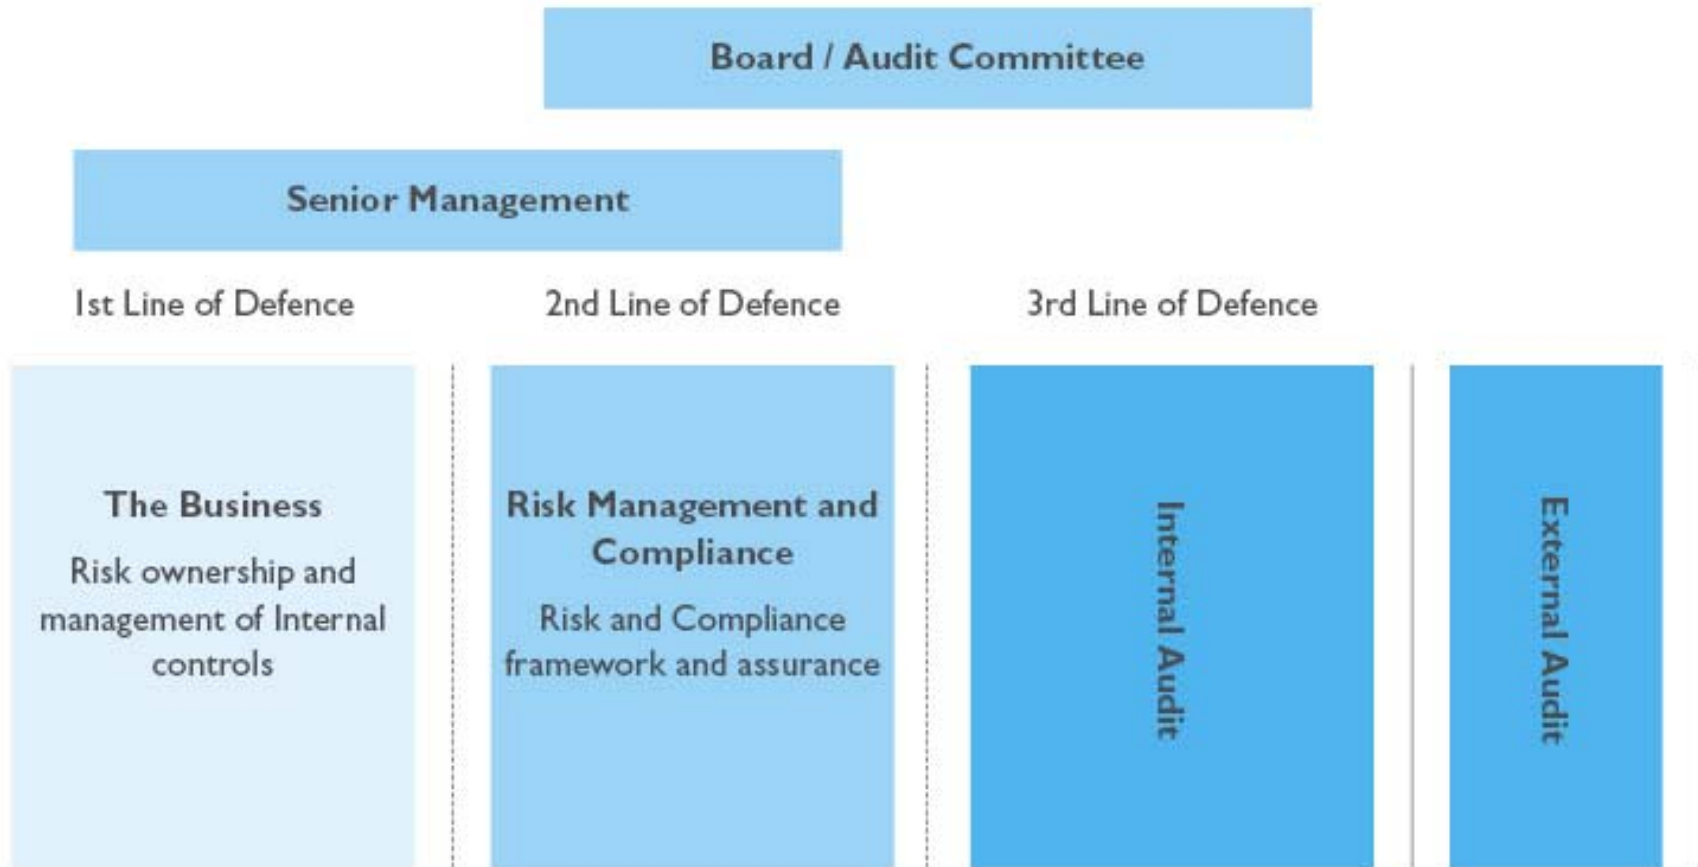 Board / Audit Committee
Senior Management
1st Line of Defence
2nd Line of Defence
3rd Line of Defence
The Business
Risk ownership and
management of Internal
controls
Risk Management and
Compliance
Risk and Compliance
framework and assurance
Internal Audit
External Audit